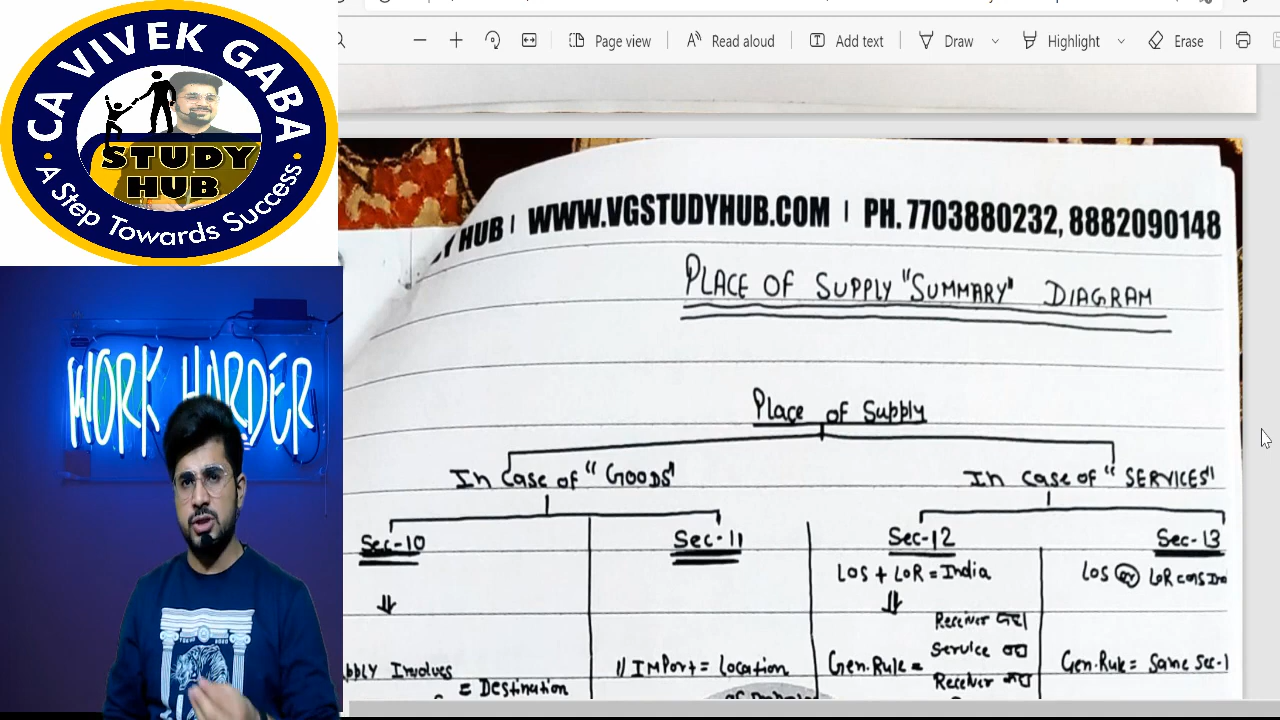 CA VIVEK GABA
STUDY
HUB
A Step Towards Success
WORK HARDER
Page view
Read aloud
Add text
Draw
Highlight
Erase
HUB | WWW.VGSTUDYHUB.COM | PH. 7703880232, 8882090148
PLACE OF SUPPLY "SUMMARY" DIAGRAM
Place of Supply
In Case of "GOODS"
In Case of "SERVICES"
Sec-10
Sec-11
Sec-12
Sec-13
LOS + LOR = India
LOS or LOR
Receiver
Service
Gen.Rule =
Receiver
Gen.Rule = Same Sec-1
Involves
= Destination
1) IMPort = Location